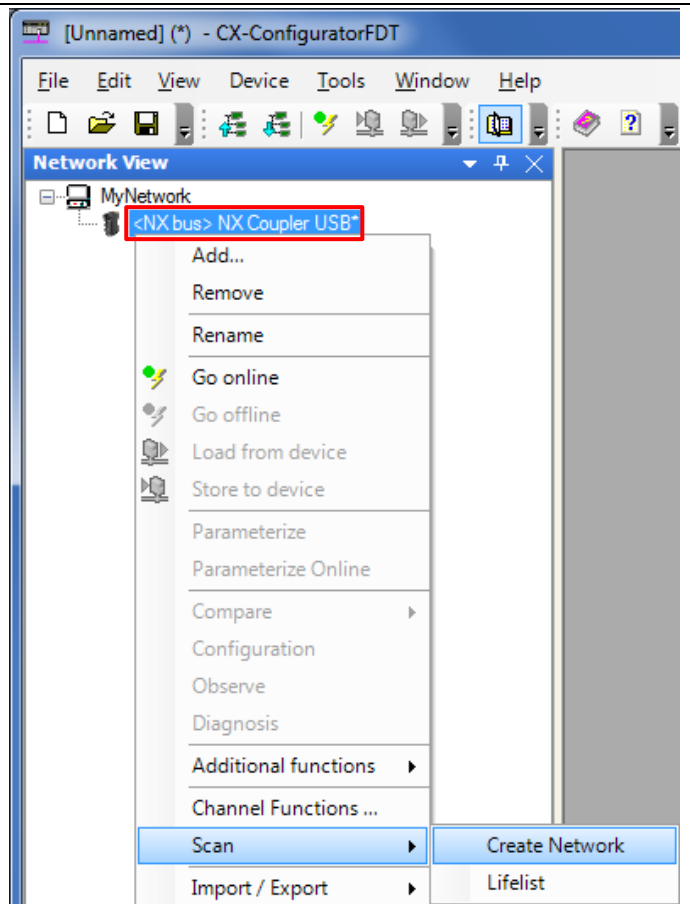 [Unnamed] (*) - CX-ConfiguratorFDT
File Edit View Device Tools Window Help
Network View
MyNetwork
<NX bus> NX Coupler USB*
Add...
Remove
Rename
Go online
Go offline
Load from device
Store to device
Parameterize
Parameterize Online
Compare
Configuration
Observe
Diagnosis
Additional functions
Channel Functions ...
Scan
Create Network
Import / Export
Lifelist